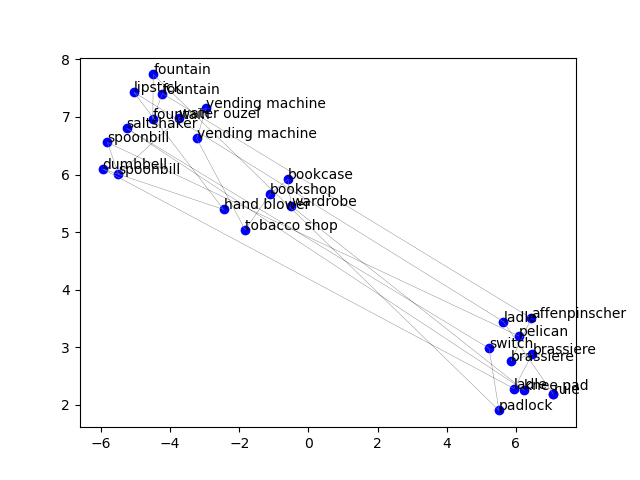 8
fountain
lipstick
fountain
vending machine
fountain
water ouzel
7
saltshaker
vending machine
spoonbill
dumbbell
spoonbill
6
bookcase
bookshop
hand blower
wardrobe
tobacco shop
5
4
ladle
affenpinscher
pelican
switch
brassiere
brassiere
3
ladle
knee pad
rule
padlock
2
−6
−4
−2
0
2
4
6